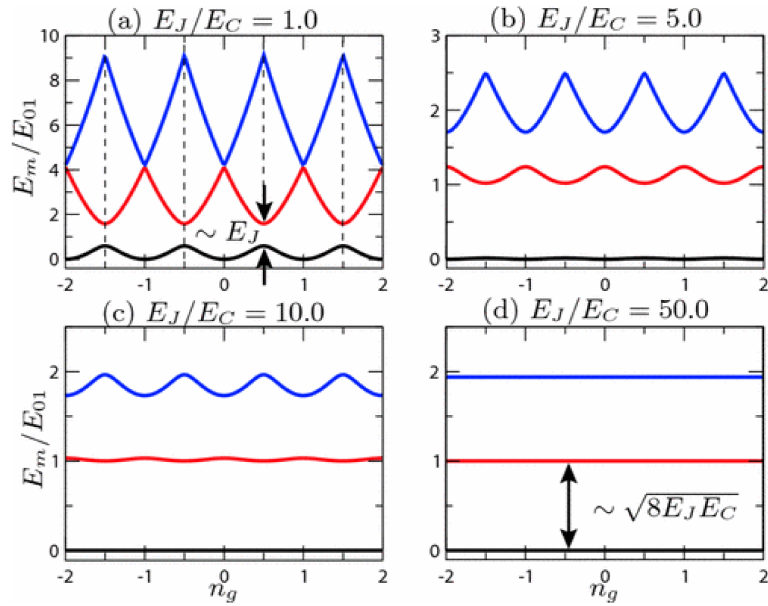 (a) E_J/E_C = 1.0
(b) E_J/E_C = 5.0
E_m/E_01
10
8
6
4
2
0
∼ E_J
-2 -1 0 1 2
3
2
1
0
-2 -1 0 1 2
(c) E_J/E_C = 10.0
(d) E_J/E_C = 50.0
E_m/E_01
2
1
0
-2 -1 0 1 2
n_g
2
1
0
∼ √8E_JE_C
-2 -1 0 1 2
n_g